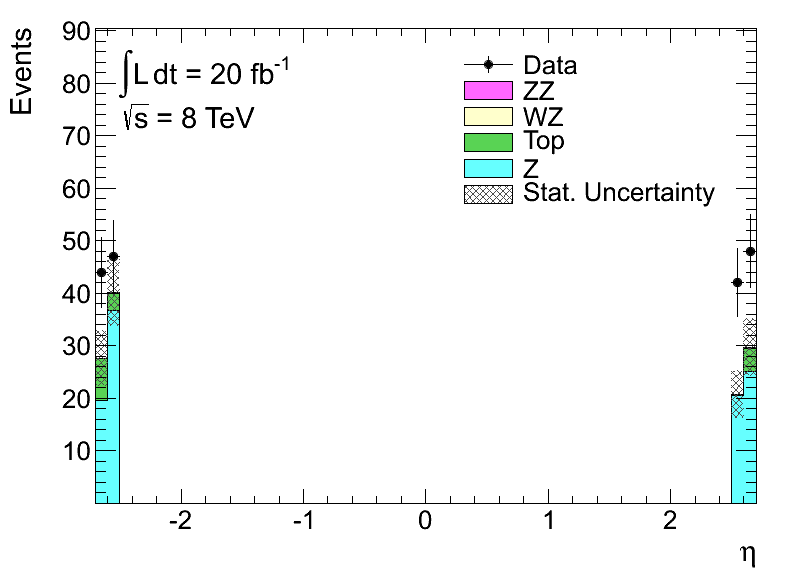 Events
90
80
70
60
50
40
30
20
10
∫L dt = 20 fb⁻¹
√s = 8 TeV
Data
ZZ
WZ
Top
Z
Stat. Uncertainty
-2 -1 0 1 2
η